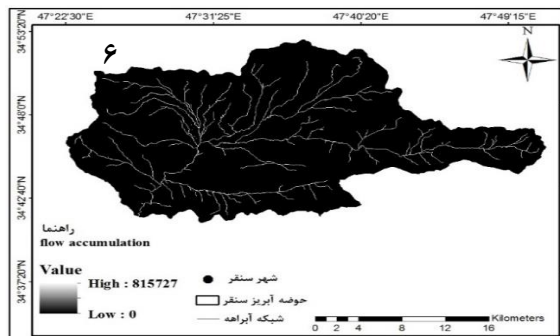 47°22'30"E 47°31'25"E 47°40'20"E 47°49'15"E
34°53'20"N
34°48'0"N
34°42'40"N
34°37'20"N
۶
N
راهنما
flow accumulation
Value
High : 815727
Low : 0
شهر سنقر
حوضه آبریز سنقر
شبکه آبراهه
Kilometers
0 2 4 8 12 16